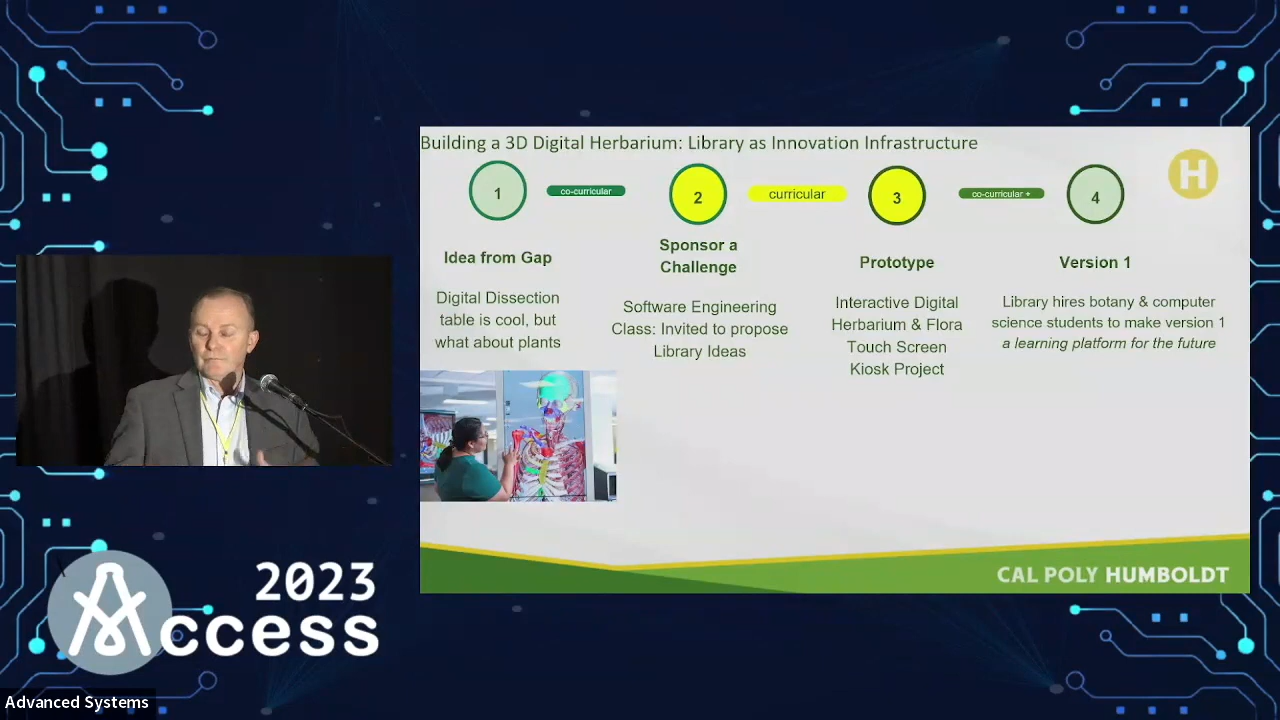 Building a 3D Digital Herbarium: Library as Innovation Infrastructure
H
1
co-curricular
2
curricular
3
co-curricular +
4
Idea from Gap
Sponsor a
Challenge
Prototype
Version 1
Digital Dissection
table is cool, but
what about plants
Software Engineering
Class: Invited to propose
Library Ideas
Interactive Digital
Herbarium & Flora
Touch Screen
Kiosk Project
Library hires botany & computer
science students to make version 1
a learning platform for the future
CAL POLY HUMBOLDT
2023
Access
Advanced Systems